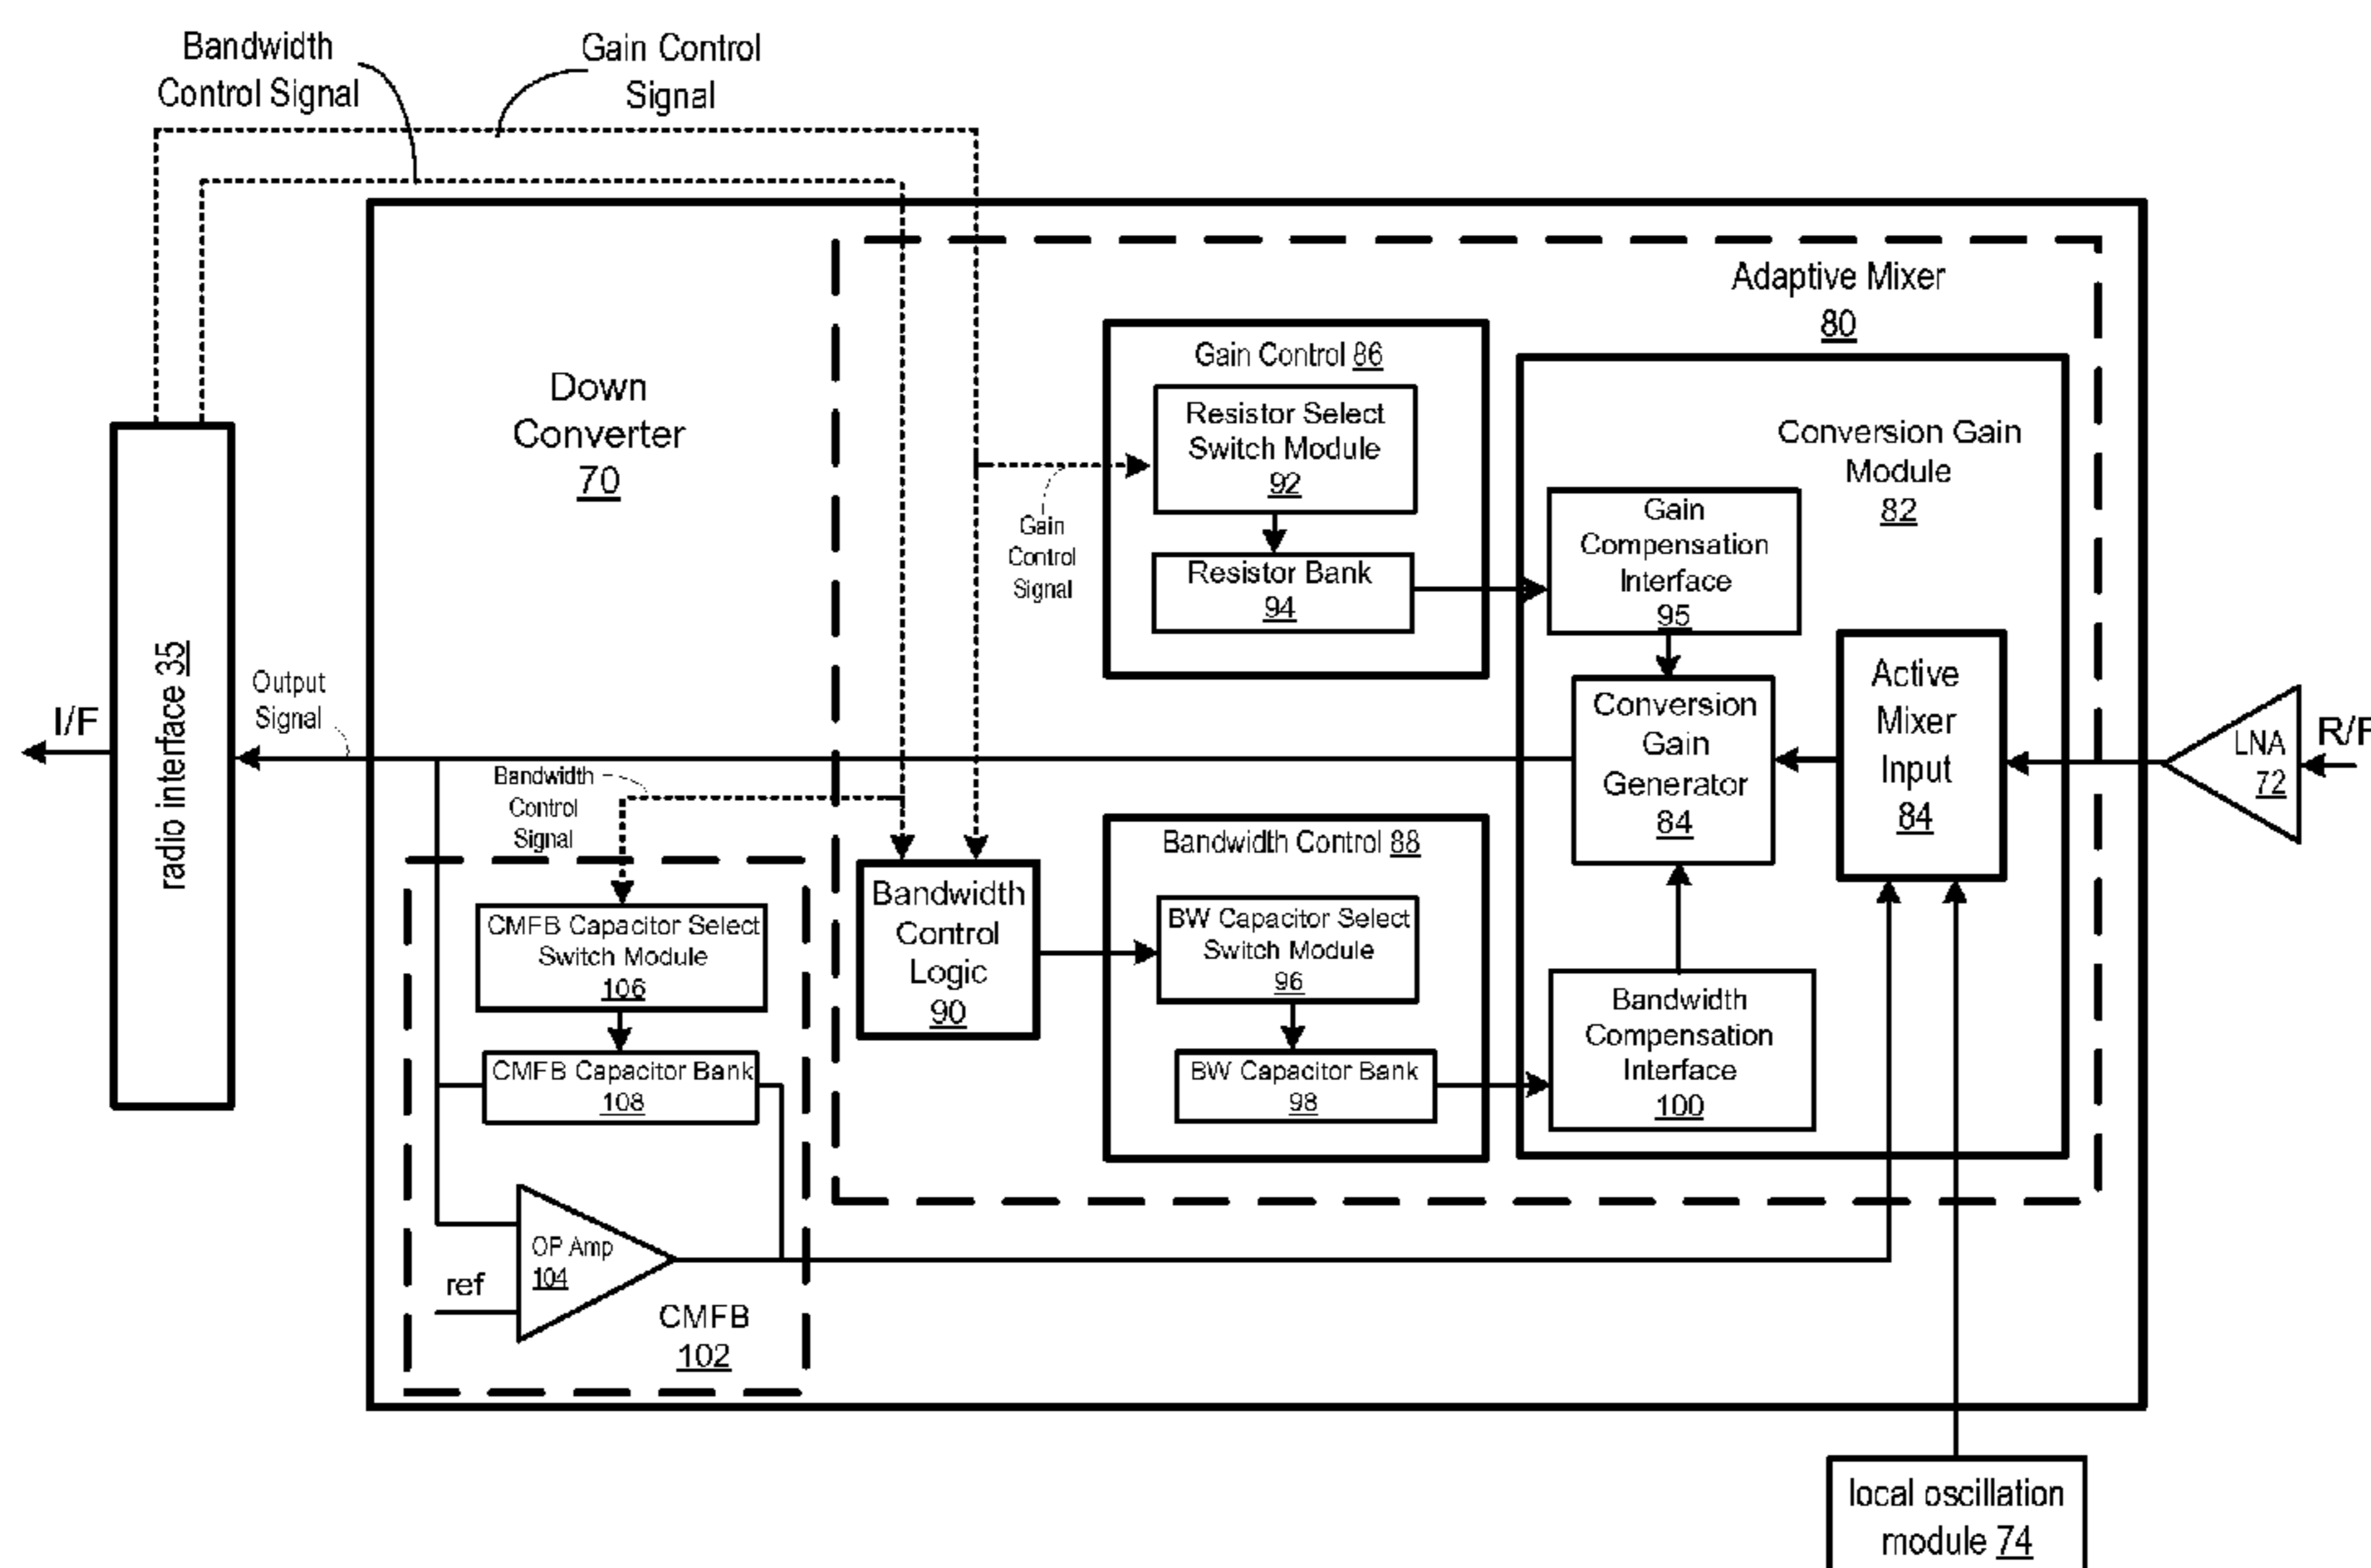 Bandwidth
Control Signal
Gain Control
Signal
Adaptive Mixer
80
Down
Converter
70
Gain Control 86
Resistor Select
Switch Module
92
Resistor Bank
94
Gain
Control
Signal
Conversion Gain
Module
82
Gain
Compensation
Interface
95
Conversion
Gain
Generator
84
Active
Mixer
Input
84
LNA
72
R/F
I/F
radio interface 35
Output
Signal
Bandwidth
Control
Signal
Bandwidth
Control
Logic
90
Bandwidth Control 88
BW Capacitor Select
Switch Module
96
BW Capacitor Bank
98
Bandwidth
Compensation
Interface
100
CMFB Capacitor Select
Switch Module
106
CMFB Capacitor Bank
108
OP Amp
104
ref
CMFB
102
local oscillation
module 74